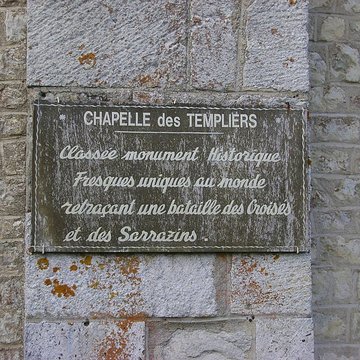 CHAPELLE des TEMPLIERS
Classée monument Historique
Fresques uniques au monde
retraçant une bataille des Croisés
et des Sarrazins.